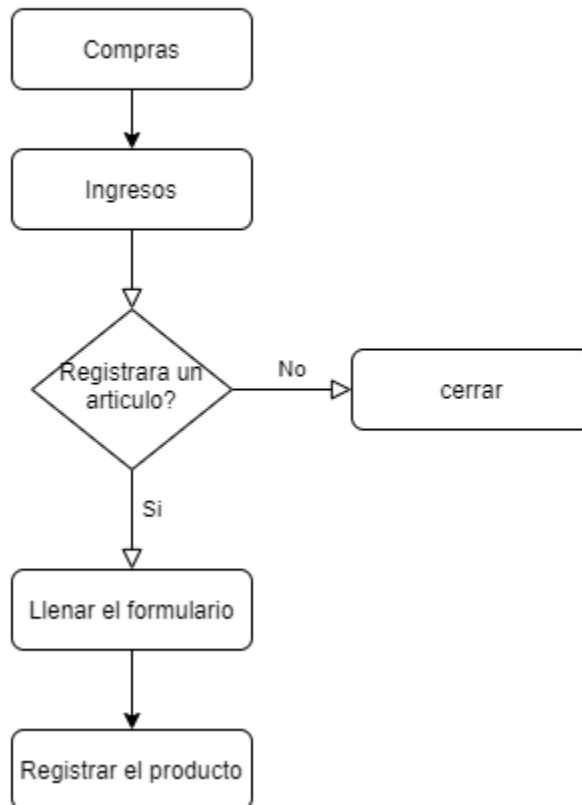 Compras
Ingresos
Registrara un
articulo?
No
cerrar
Si
Llenar el formulario
Registrar el producto